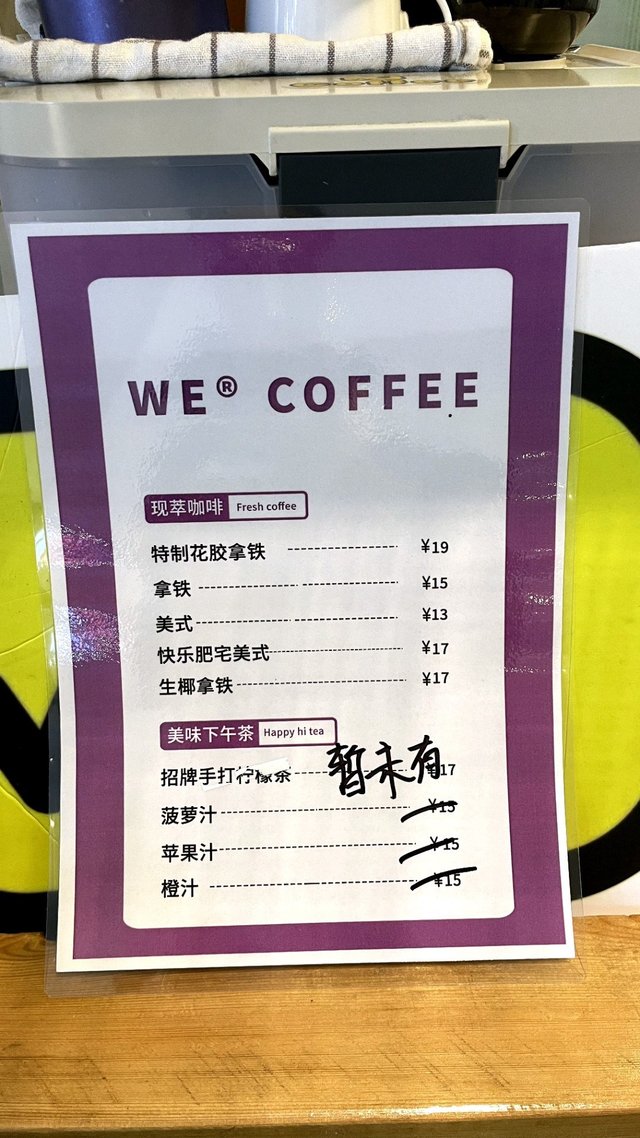 WE® COFFEE
现萃咖啡 Fresh coffee
特制花胶拿铁 ¥19
拿铁 ¥15
美式 ¥13
快乐肥宅美式 ¥17
生椰拿铁 ¥17
美味下午茶 Happy hi tea
暂未有
招牌手打柠檬茶 ¥17
菠萝汁 ¥15
苹果汁 ¥15
橙汁 ¥15